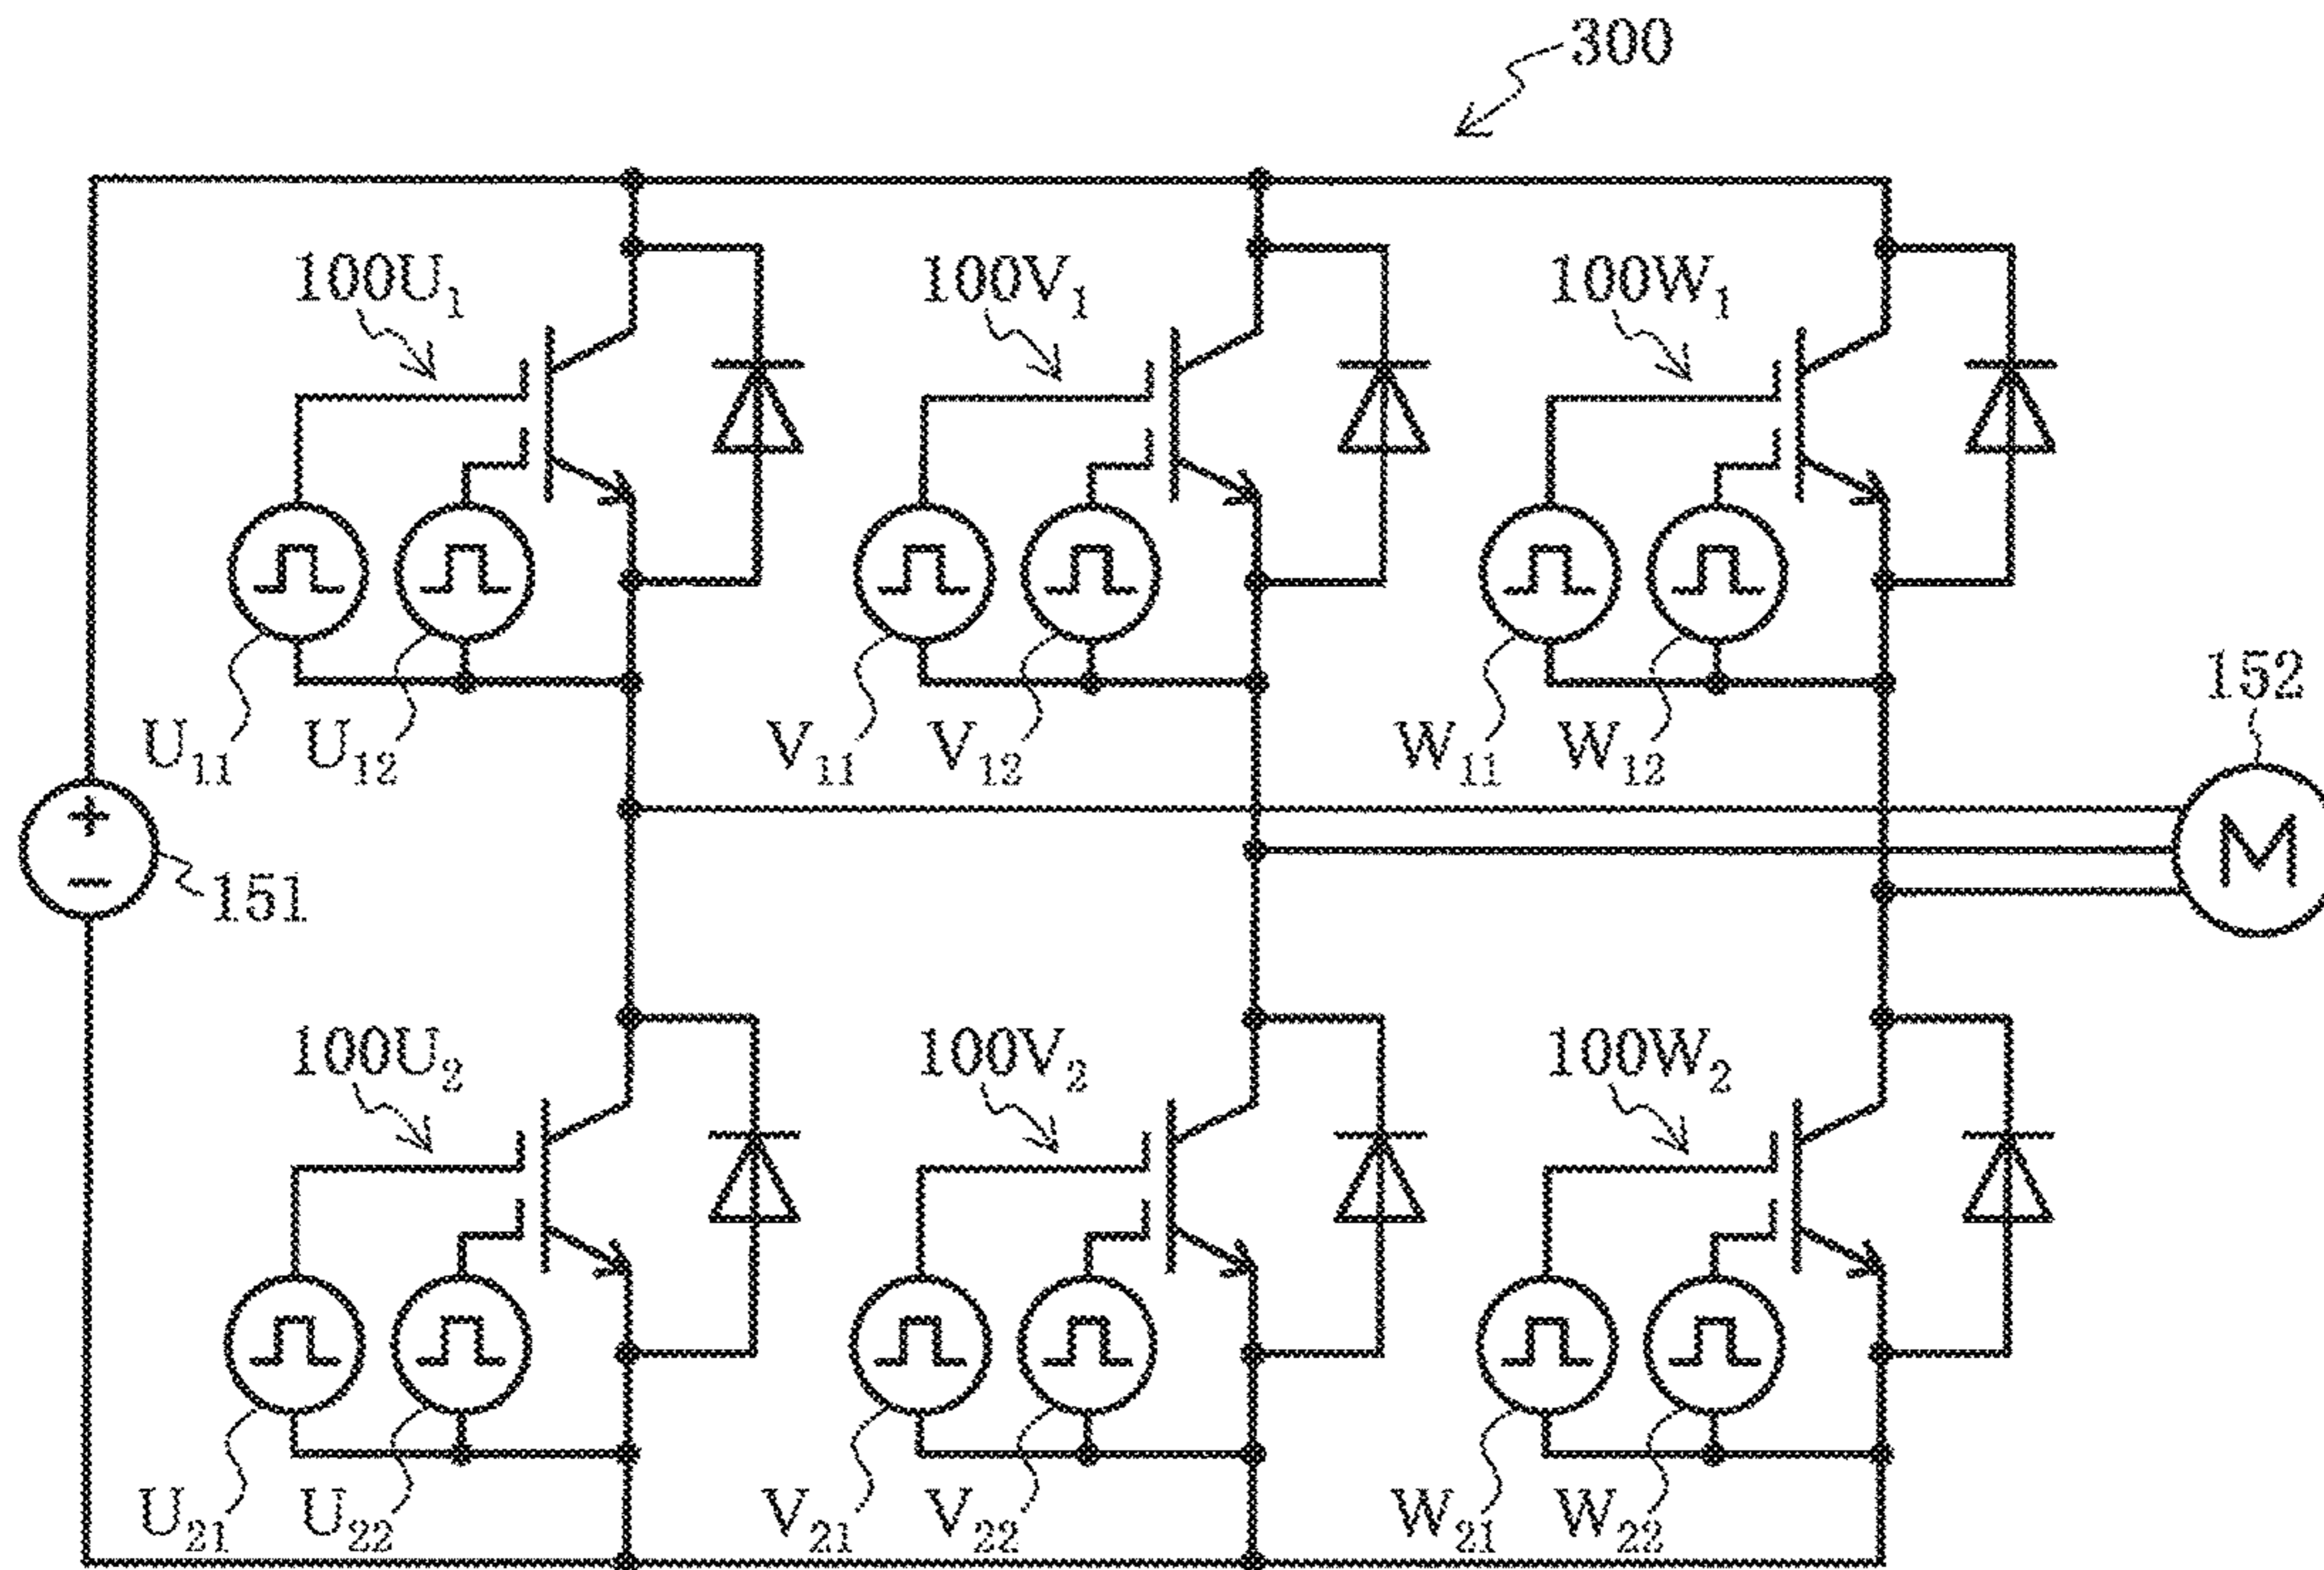 300
100U₁ 100V₁ 100W₁
U₁₁ U₁₂ V₁₁ V₁₂ W₁₁ W₁₂
152
+
−
151
M
100U₂ 100V₂ 100W₂
U₂₁ U₂₂ V₂₁ V₂₂ W₂₁ W₂₂